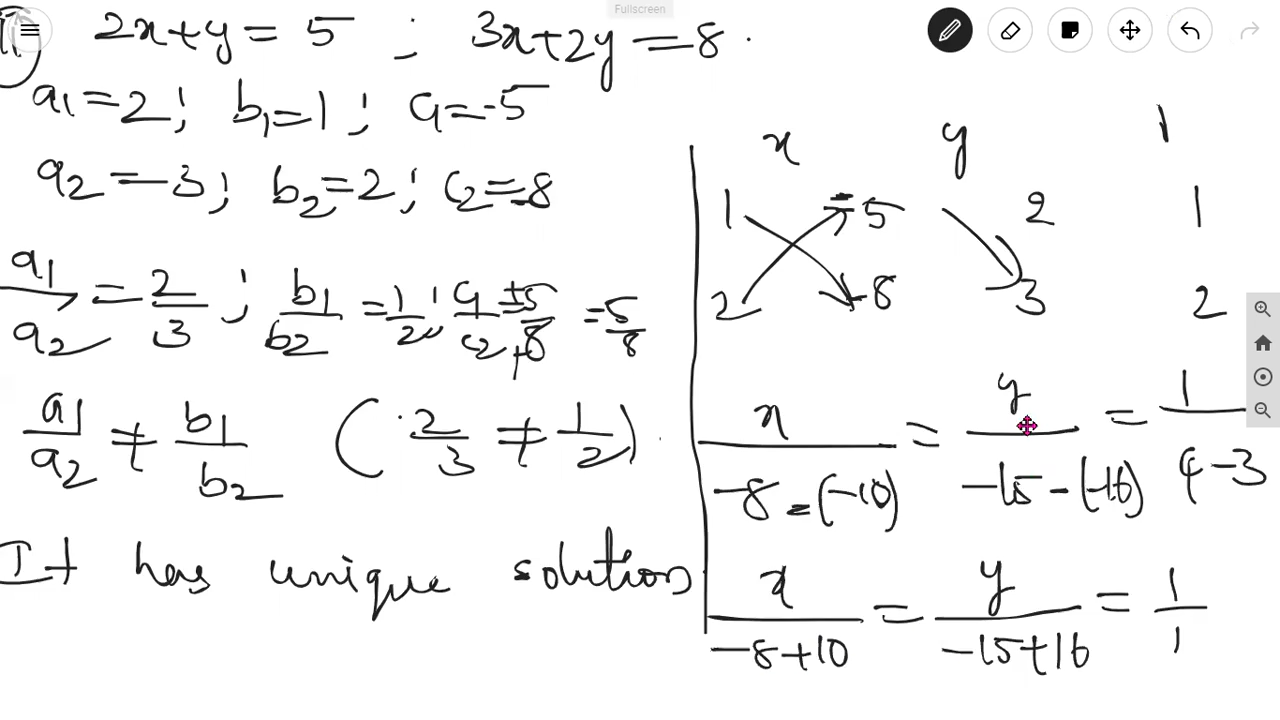 Fullscreen
2x+y = 5 ; 3x+2y = 8.
a1 = 2 ; b1 = 1 ; c1 = -5
a2 = 3 ; b2 = 2 ; c2 = -8
a1/a2 = 2/3 ; b1/b2 = 1/2 ; c1/c2 = +5/+8 = 5/8
a1/a2 ≠ b1/b2 (2/3 ≠ 1/2)
It has unique solution
x y 1
1 -5 2 1
2 -8 3 2
x/-8-(-10) = y/-15-(-16) = 1/4-3
x/-8+10 = y/-15+16 = 1/1